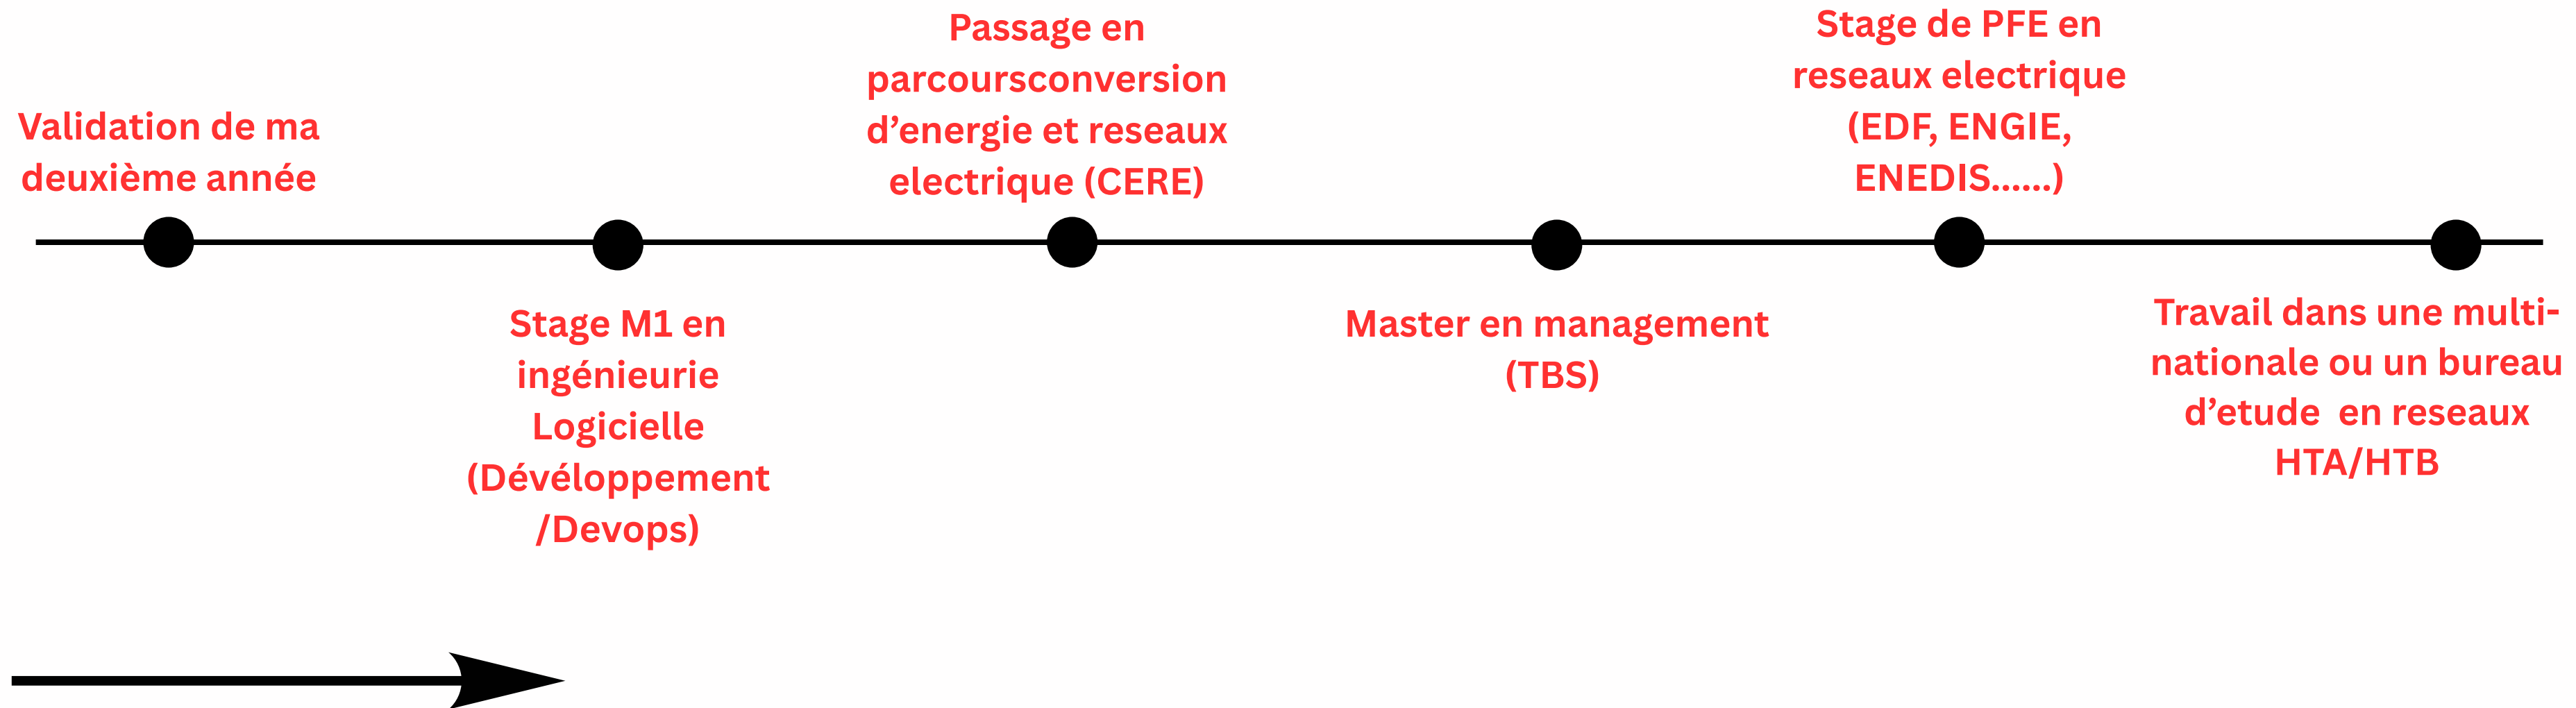 Validation de ma
deuxième année
Stage M1 en
ingénieurie
Logicielle
(Dévéloppement
/Devops)
Passage en
parcoursconversion
d’energie et reseaux
electrique (CERE)
Master en management
(TBS)
Stage de PFE en
reseaux electrique
(EDF, ENGIE,
ENEDIS......)
Travail dans une multi-
nationale ou un bureau
d’etude  en reseaux
HTA/HTB